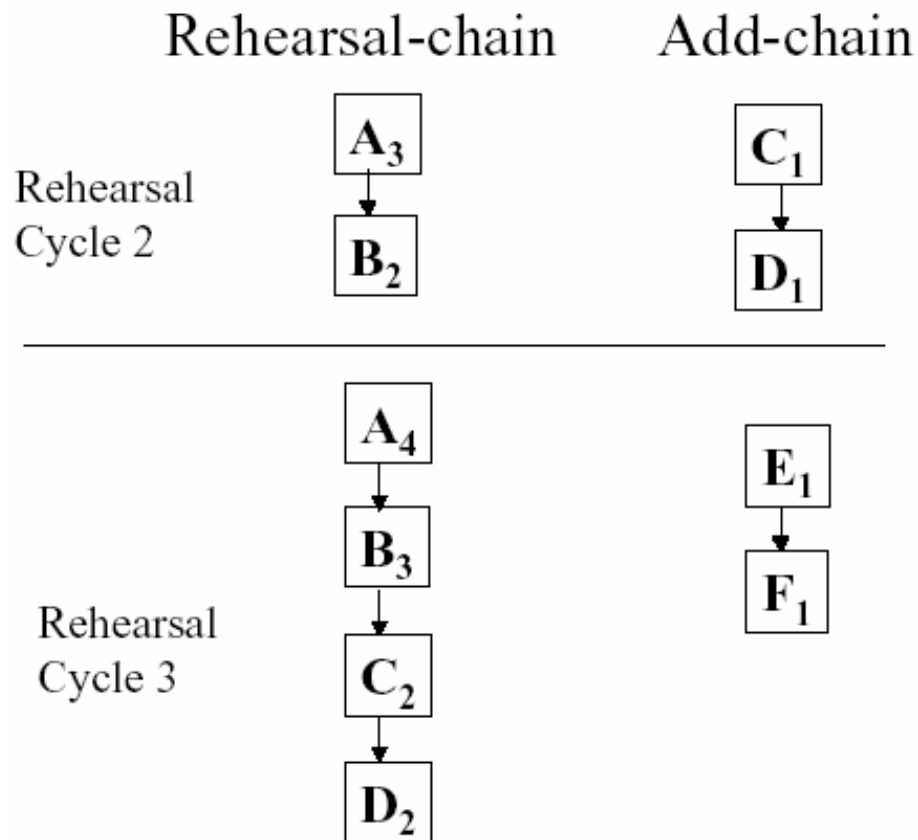 Rehearsal-chain Add-chain
A₃ C₁
Rehearsal
Cycle 2
B₂ D₁
A₄ E₁
B₃ F₁
Rehearsal
Cycle 3
C₂
D₂